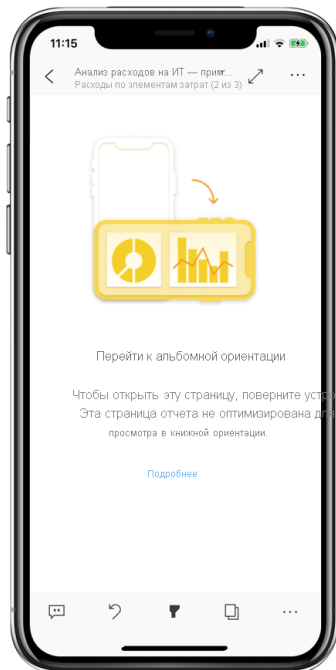 11:15
Анализ расходов на ИТ — прим...
Расходы по элементам затрат (2 из 3)
Перейти к альбомной ориентации
Чтобы открыть эту страницу, поверните устро
Эта страница отчета не оптимизирована для
просмотра в книжной ориентации.
Подробнее